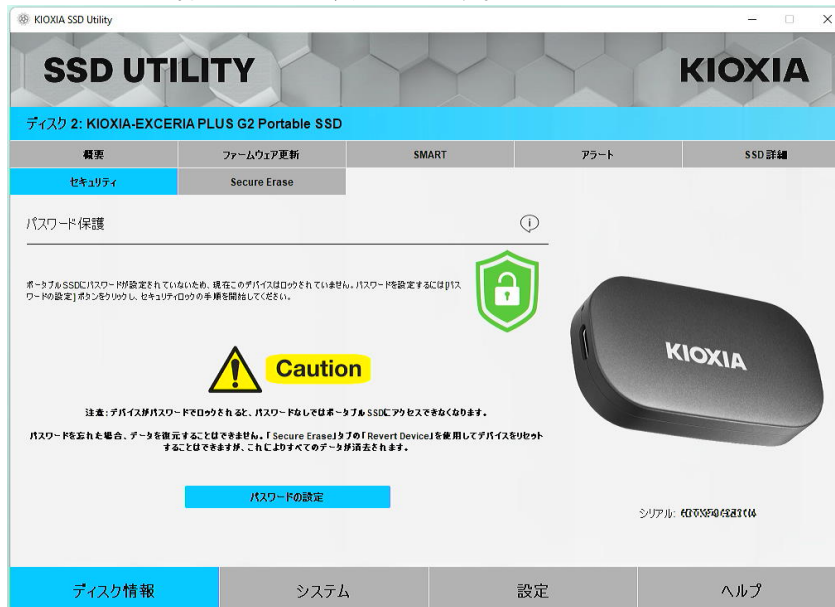 KIOXIA SSD Utility
SSD UTILITY
KIOXIA
ディスク 2: KIOXIA-EXCERIA PLUS G2 Portable SSD
概要
ファームウェア更新
SMART
アラート
SSD 詳細
セキュリティ
Secure Erase
パスワード保護
ポータブルSSDにパスワードが設定されていないため、現在このデバイスはロックされていません。パスワードを設定するには[パス
ワードの設定]ボタンをクリックし、セキュリティロックの手順を開始してください。
KIOXIA
Caution
注意:デバイスがパスワードでロックされると、パスワードなしではポータブルSSDにアクセスできなくなります。
パスワードを忘れた場合、データを復元することはできません。「Secure Erase」タブの「Revert Device」を使用してデバイスをリセット
することはできますが、これによりすべてのデータが消去されます。
パスワードの設定
シリアル:
ディスク情報
システム
設定
ヘルプ